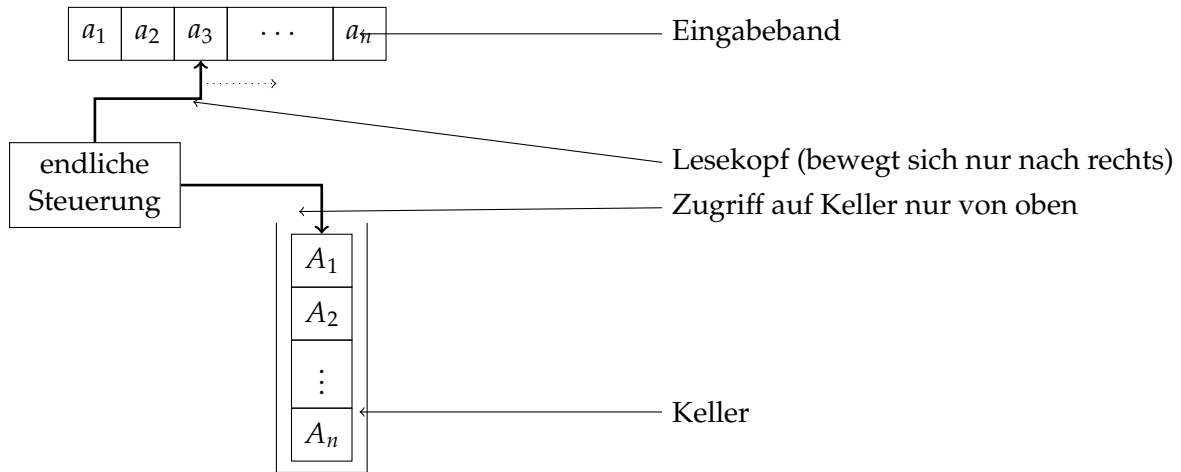 a₁ a₂ a₃ ⋯ aₙ Eingabeband
endliche
Steuerung
Lesekopf (bewegt sich nur nach rechts)
Zugriff auf Keller nur von oben
A₁
A₂
⋮
Aₙ
Keller